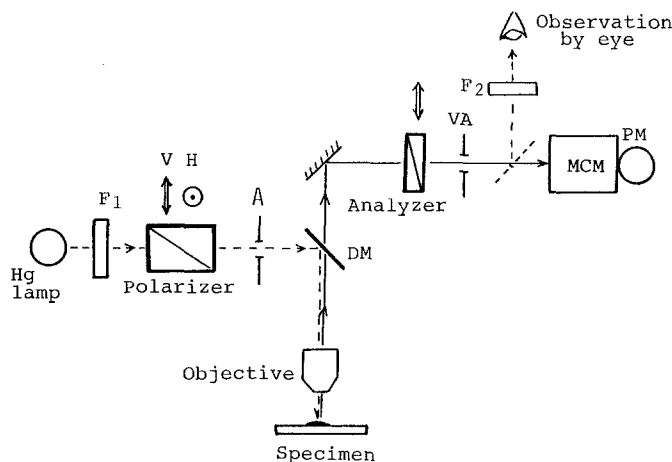 Observation
by eye
F2
V H
VA
PM
MCM
F1
A
Analyzer
DM
Hg
lamp
Polarizer
Objective
Specimen